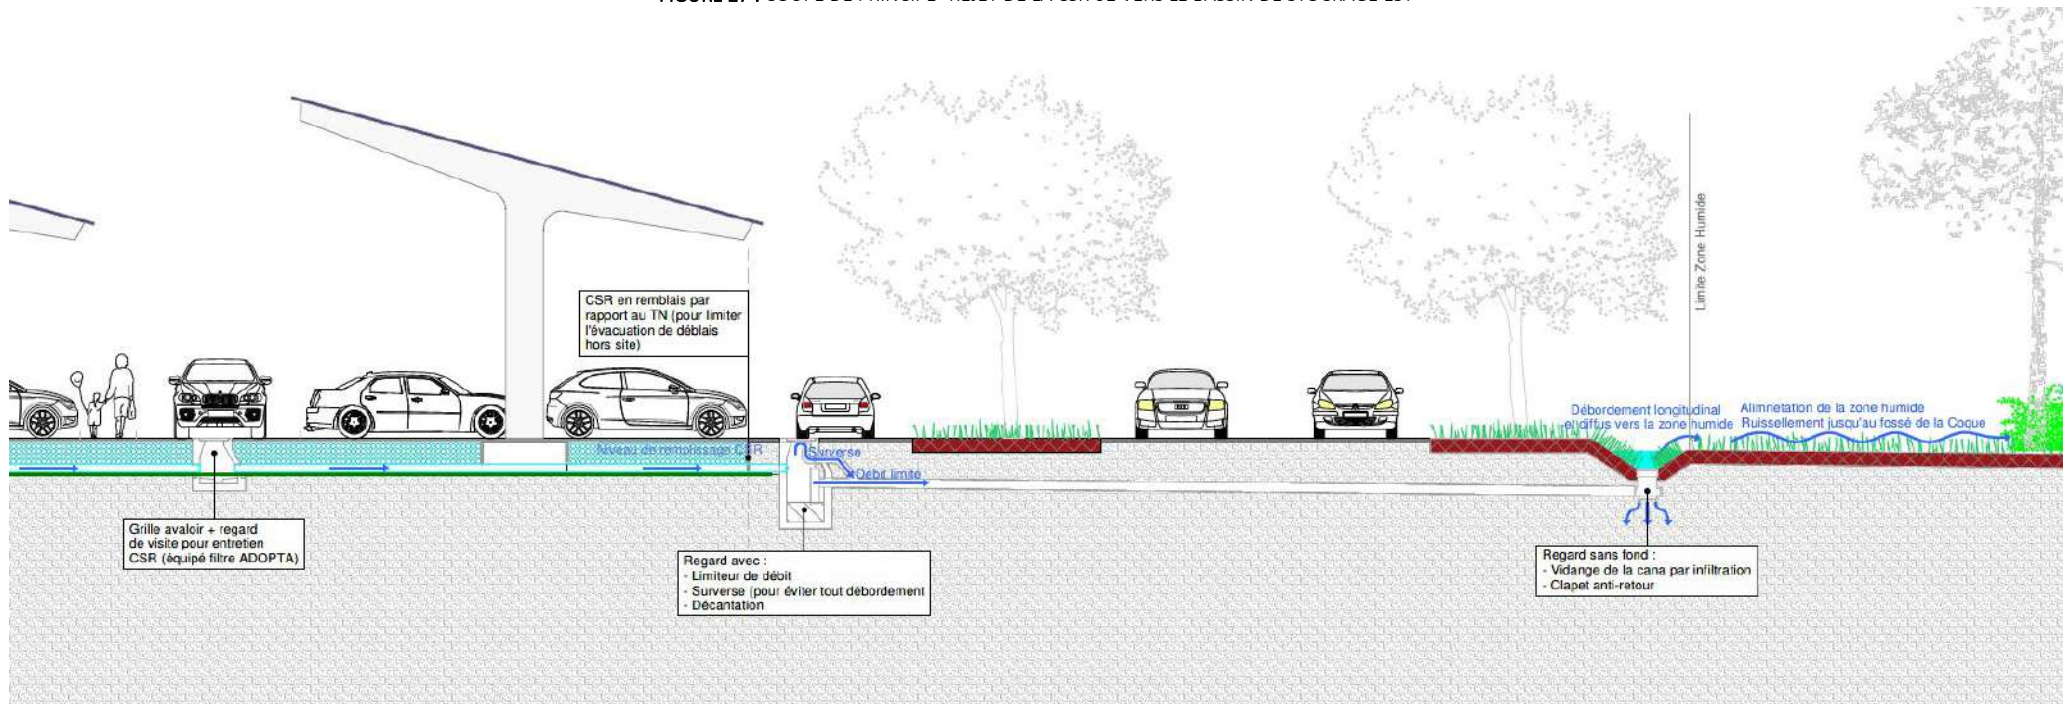 CSR en remblais par
rapport au TN (pour limiter
l'évacuation de déblais
hors site)
Limite Zone Humide
Débordement longitudinal
et diffus vers la zone humide
Alimnetation de la zone humide
Ruissellement jusqu'au fossé de la Coque
Niveau de remplissage CSR
Surverse
Débit limité
Grille avaloir + regard
de visite pour entretien
CSR (équipé filtre ADOPTA)
Regard avec :
- Limiteur de débit
- Surverse (pour éviter tout débordement
- Décantation
Regard sans fond :
- Vidange de la cana par infiltration
- Clapet anti-retour